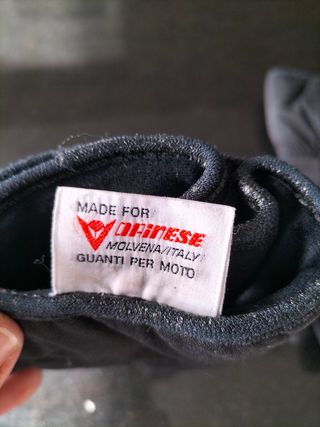 MADE FOR
DAINESE
MOLVENA/ITALY
GUANTI PER MOTO